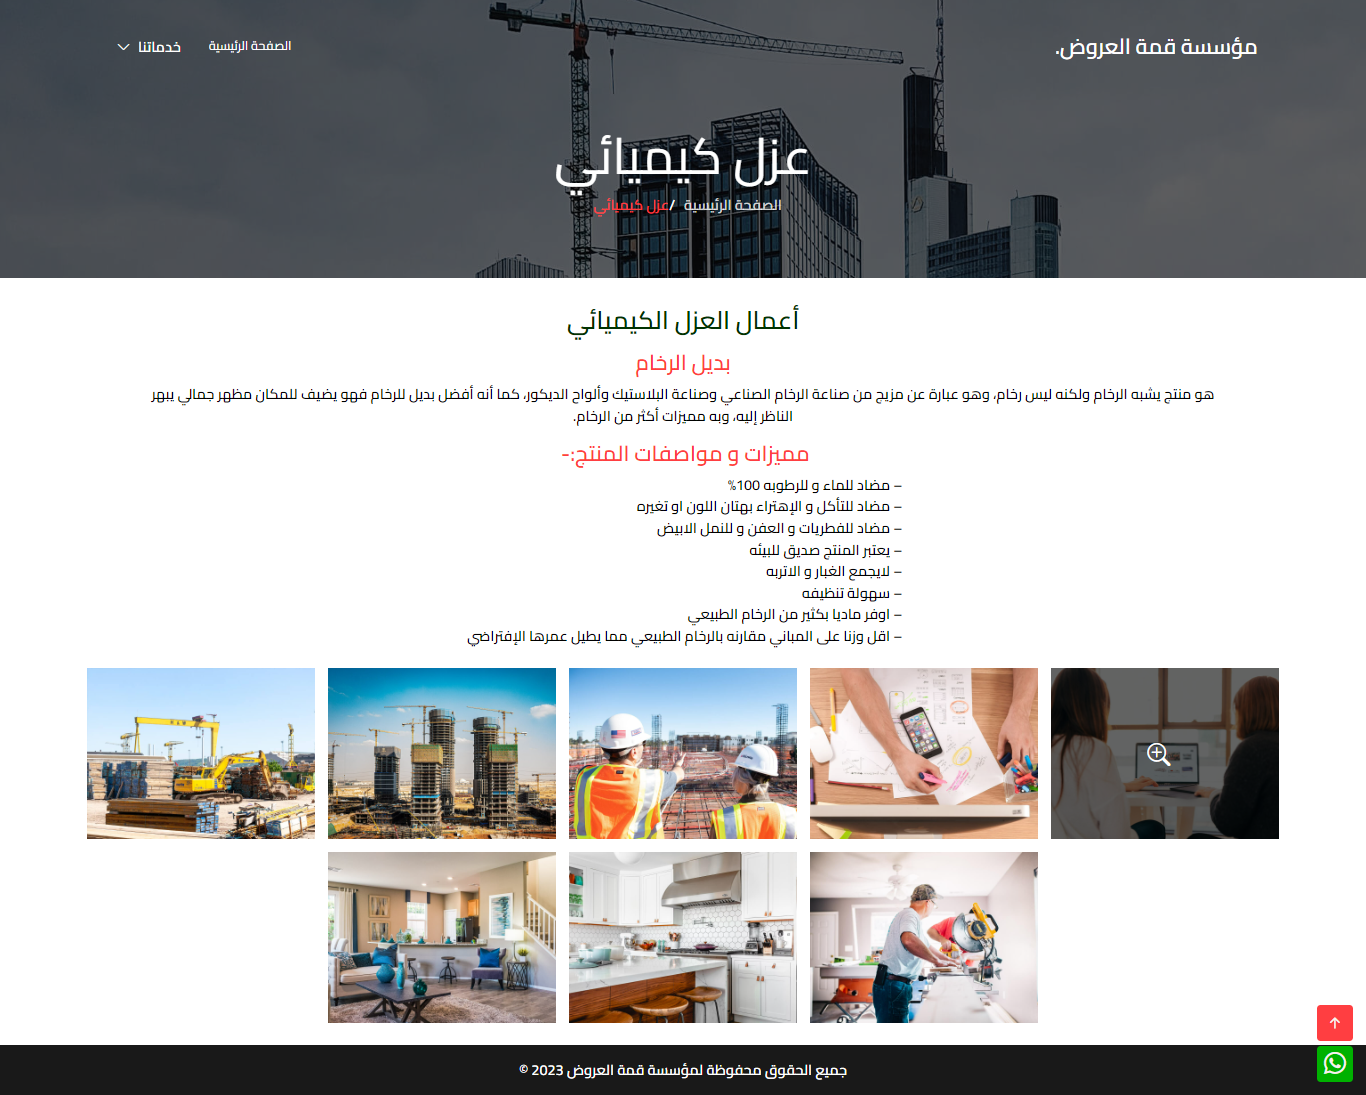 مؤسسة قمة العروض.
الصفحة الرئيسية
خدماتنا
عزل كيميائي
الصفحة الرئيسية /عزل كيميائي
أعمال العزل الكيميائي
بديل الرخام
هو منتج يشبه الرخام ولكنه ليس رخام، وهو عبارة عن مزيج من صناعة الرخام الصناعي وصناعة البلاستيك وألواح الديكور، كما أنه أفضل بديل للرخام فهو يضيف للمكان مظهر جمالي يبهر
الناظر إليه، وبه مميزات أكثر من الرخام.
مميزات و مواصفات المنتج:-
– مضاد للماء و للرطوبه 100%
– مضاد للتأكل و الإهتراء بهتان اللون او تغيره
– مضاد للفطريات و العفن و للنمل الابيض
– يعتبر المنتج صديق للبيئه
– لايجمع الغبار و الاتربه
– سهولة تنظيفه
– اوفر ماديا بكثير من الرخام الطبيعي
– اقل وزنا على المباني مقارنه بالرخام الطبيعي مما يطيل عمرها الإفتراضي
جميع الحقوق محفوظة لمؤسسة قمة العروض 2023 ©